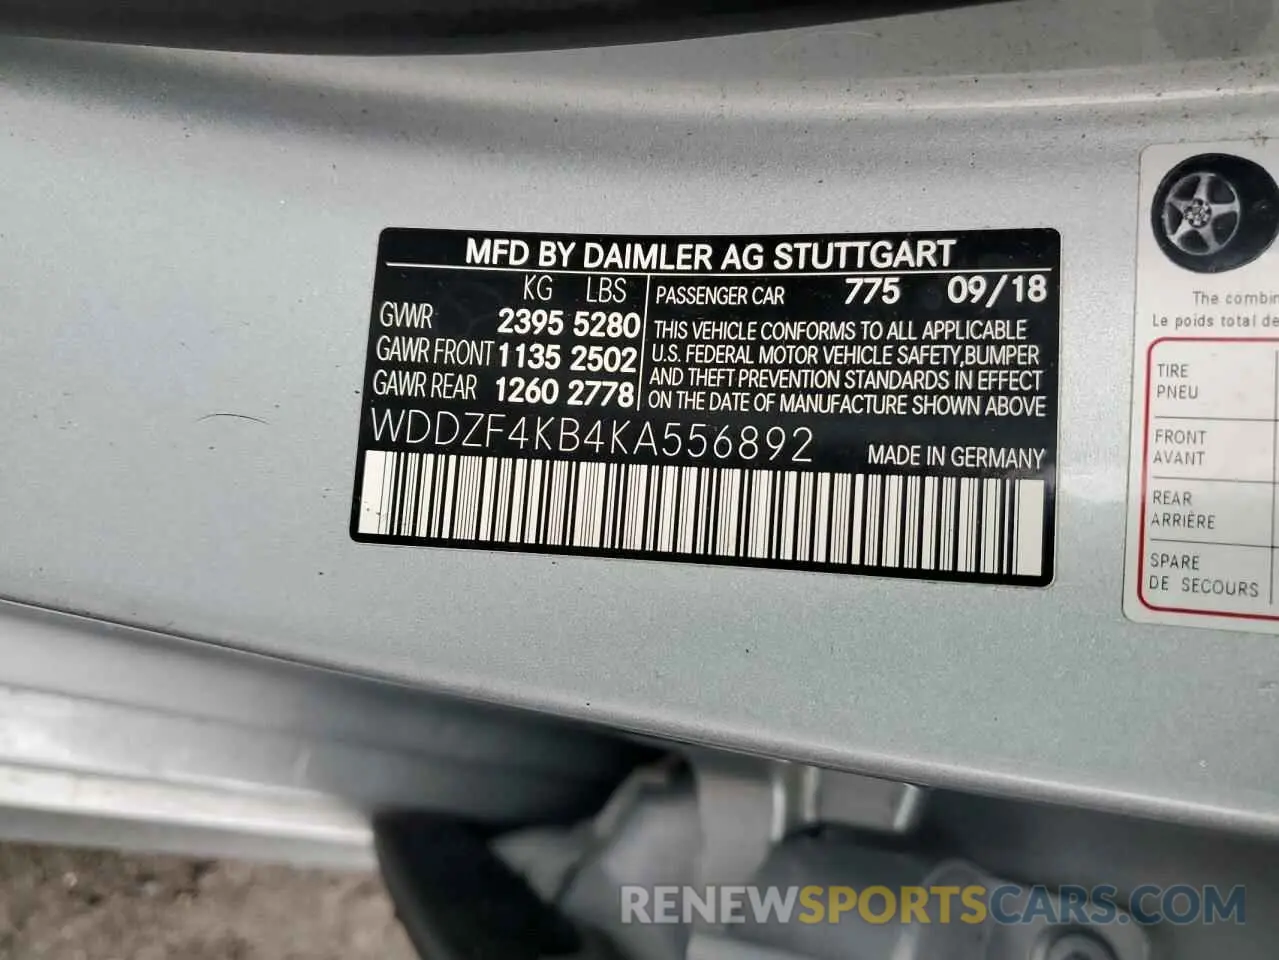 MFD BY DAIMLER AG STUTTGART
KG LBS
GVWR 2395 5280
GAWR FRONT 1135 2502
GAWR REAR 1260 2778
PASSENGER CAR 775 09/18
THIS VEHICLE CONFORMS TO ALL APPLICABLE
U.S. FEDERAL MOTOR VEHICLE SAFETY, BUMPER
AND THEFT PREVENTION STANDARDS IN EFFECT
ON THE DATE OF MANUFACTURE SHOWN ABOVE
WDDZF4KB4KA556892
MADE IN GERMANY
The combin
Le poids total de
TIRE
PNEU
FRONT
AVANT
REAR
ARRIÈRE
SPARE
DE SECOURS
RENEWSPORTSCARS.COM